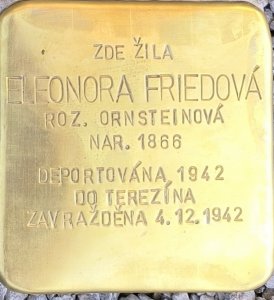 ZDE ŽILA
ELEONORA FRIEDOVÁ
ROZ. ORNSTEINOVÁ
NAR. 1866
DEPORTOVÁNA 1942
DO TEREZÍNA
ZAVRAŽDĚNA 4.12.1942